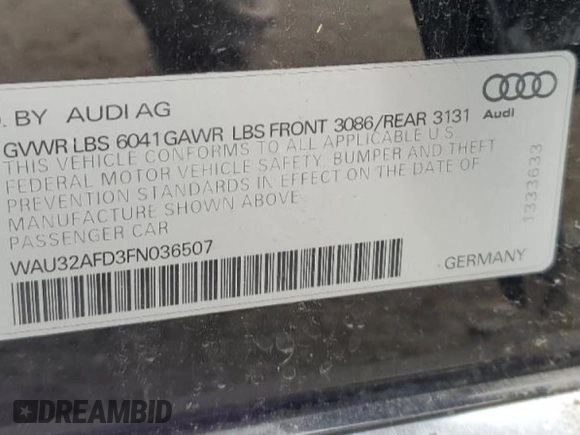 . BY AUDI AG
GVWR LBS 6041 GAWR LBS FRONT 3086/REAR 3131
Audi
THIS VEHICLE CONFORMS TO ALL APPLICABLE U.S.
FEDERAL MOTOR VEHICLE SAFETY, BUMPER AND THEFT
PREVENTION STANDARDS IN EFFECT ON THE DATE OF
MANUFACTURE SHOWN ABOVE
PASSENGER CAR
WAU32AFD3FN036507
GERMANY
1333633
DREAMBID